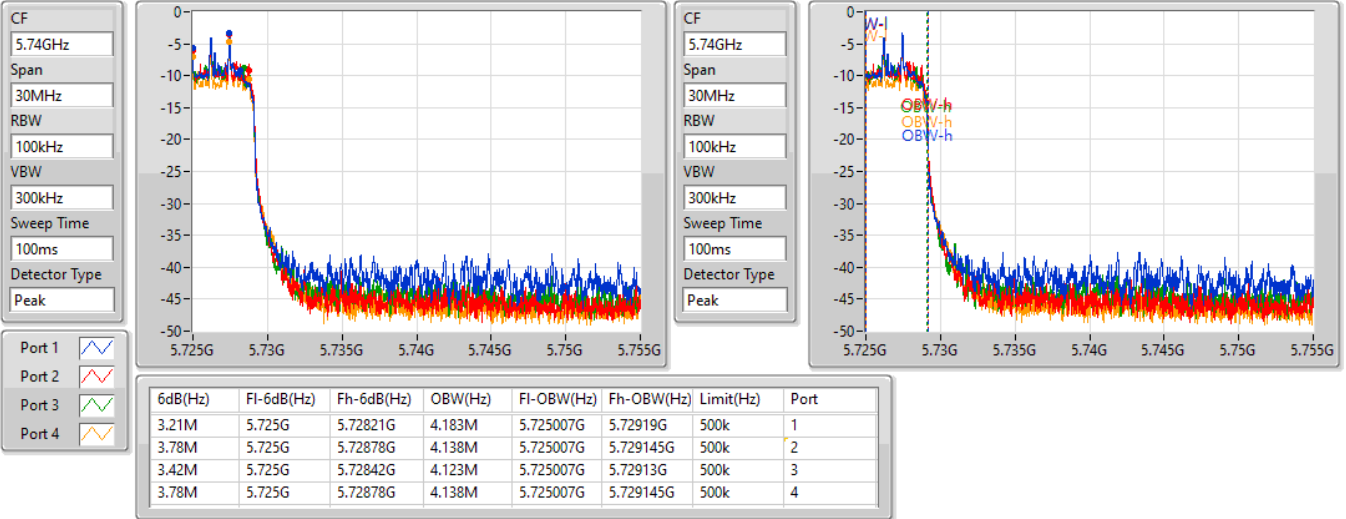 CF
5.74GHz
Span
30MHz
RBW
100kHz
VBW
300kHz
Sweep Time
100ms
Detector Type
Peak
0-
-5-
-10-
-15-
-20-
-25-
-30-
-35-
-40-
-45-
-50-
5.725G 5.73G 5.735G 5.74G 5.745G 5.75G 5.755G
CF
5.74GHz
Span
30MHz
RBW
100kHz
VBW
300kHz
Sweep Time
100ms
Detector Type
Peak
0-
-5-
-10-
-15-
-20-
-25-
-30-
-35-
-40-
-45-
-50-
W-l
W-l
OBW-h
OBW-h
OBW-h
5.725G 5.73G 5.735G 5.74G 5.745G 5.75G 5.755G
Port 1
Port 2
Port 3
Port 4
6dB(Hz) Fl-6dB(Hz) Fh-6dB(Hz) OBW(Hz) Fl-OBW(Hz) Fh-OBW(Hz) Limit(Hz) Port
3.21M 5.725G 5.72821G 4.183M 5.725007G 5.72919G 500k 1
3.78M 5.725G 5.72878G 4.138M 5.725007G 5.729145G 500k 2
3.42M 5.725G 5.72842G 4.123M 5.725007G 5.72913G 500k 3
3.78M 5.725G 5.72878G 4.138M 5.725007G 5.729145G 500k 4